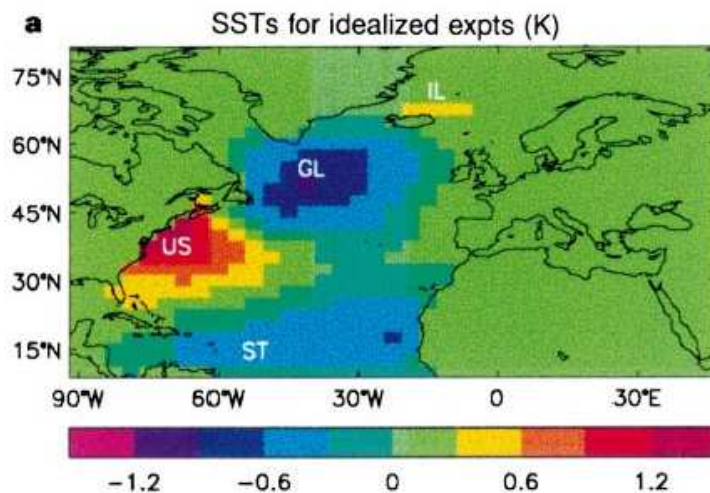 a SSTs for idealized expts (K)
75°N
IL
60°N
GL
45°N
US
30°N
15°N
ST
90°W 60°W 30°W 0 30°E
−1.2 −0.6 0 0.6 1.2